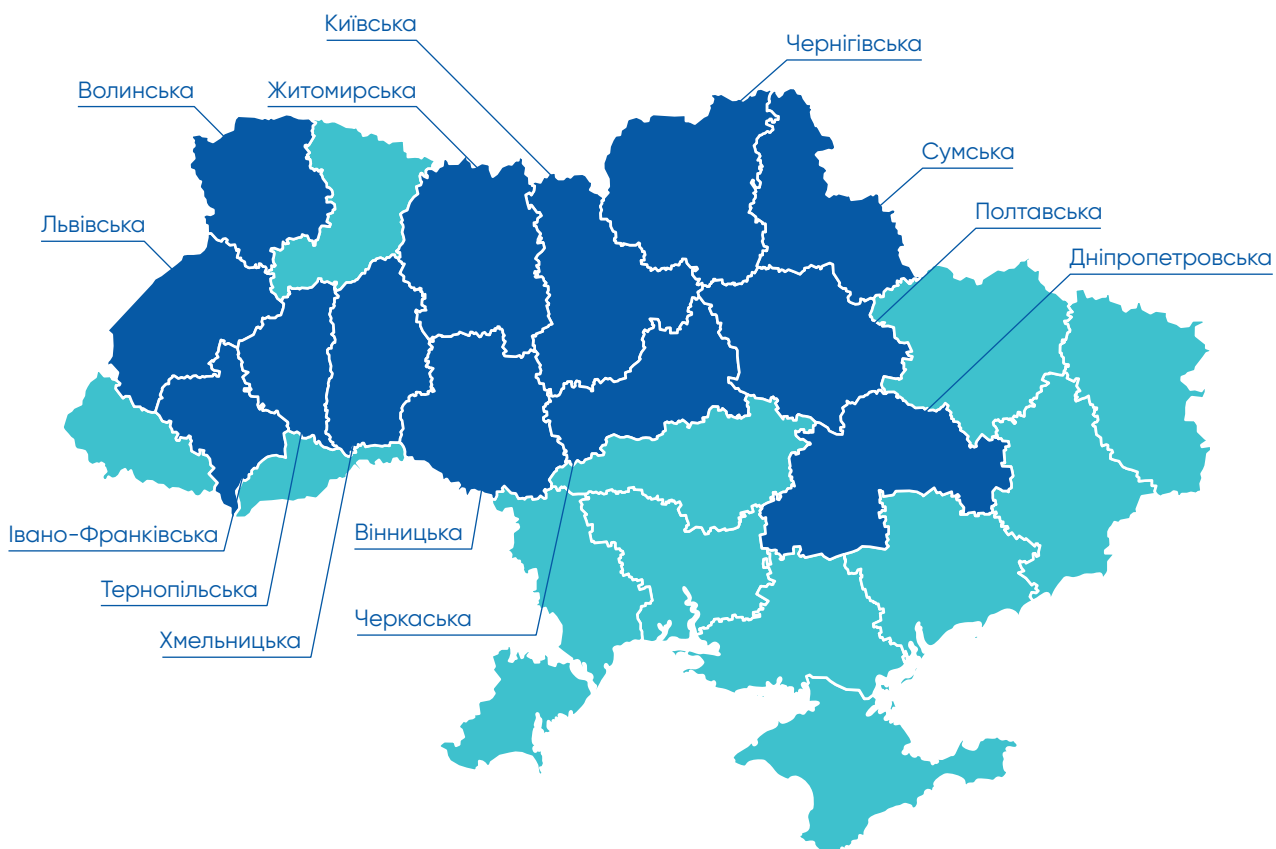 Київська
Чернігівська
Волинська
Житомирська
Сумська
Полтавська
Львівська
Дніпропетровська
Івано-Франківська
Вінницька
Тернопільська
Черкаська
Хмельницька